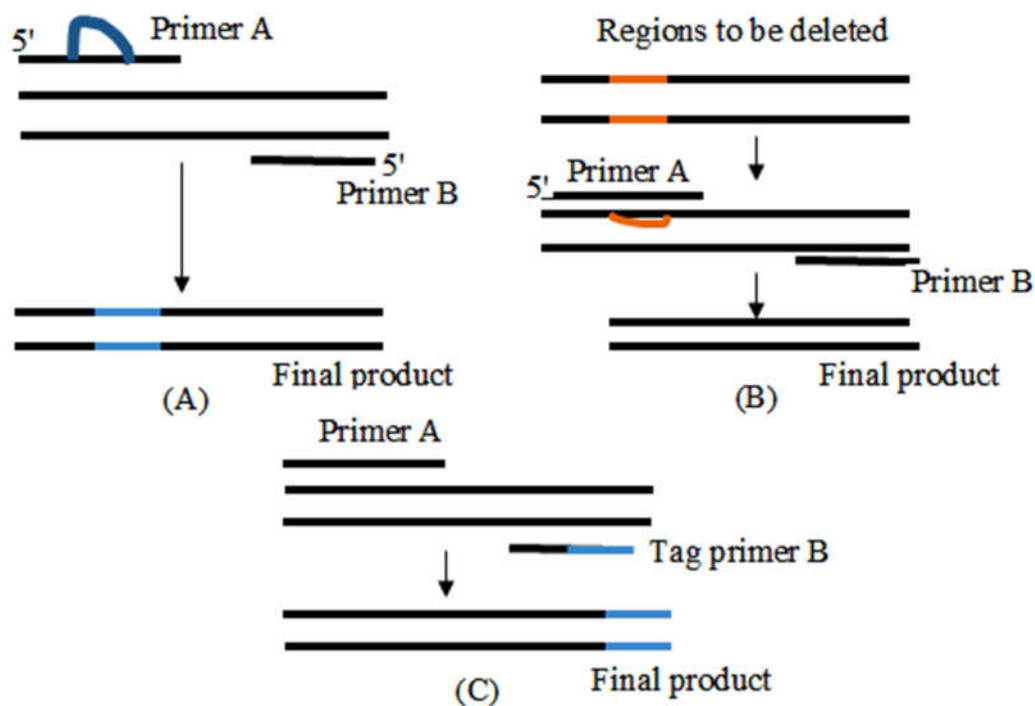 5' Primer A
5'
Primer B
Final product
(A)
Regions to be deleted
Primer A
5'
Primer B
Final product
(B)
Primer A
Tag primer B
Final product
(C)